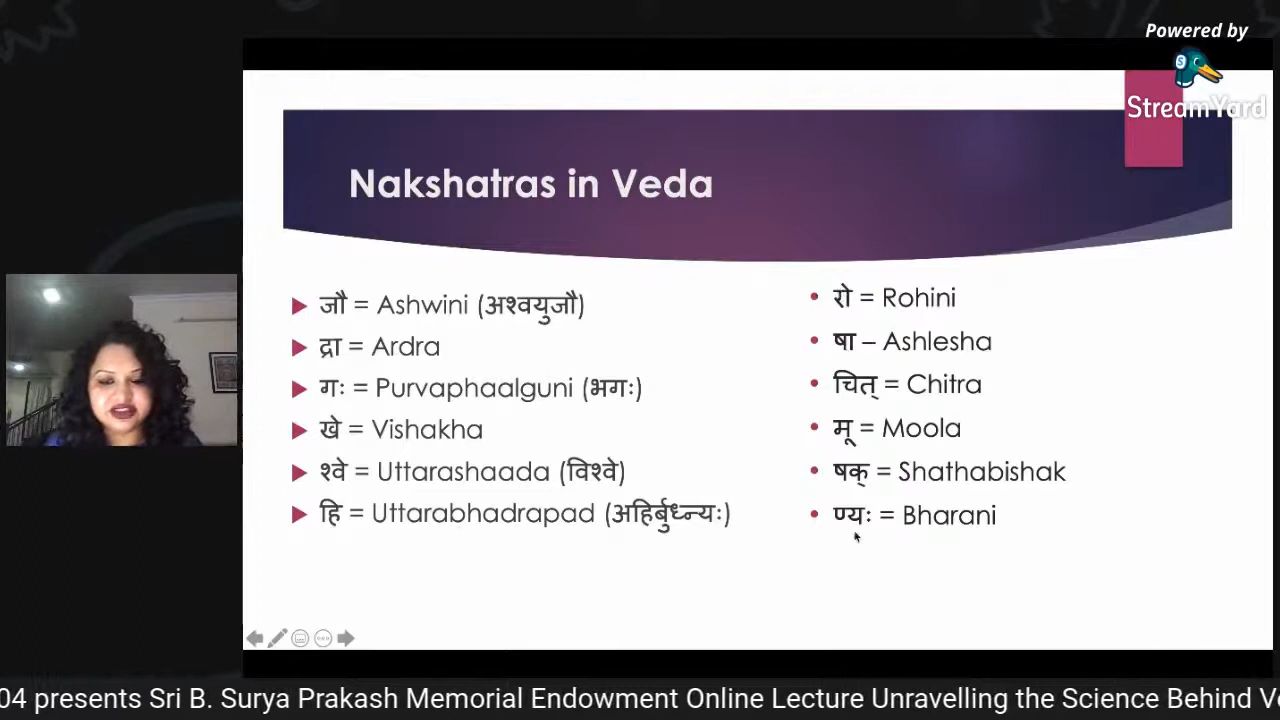 Powered by
StreamYard
Nakshatras in Veda
जौ = Ashwini (अश्वयुजौ)
द्रा = Ardra
गः = Purvaphaalguni (भगः)
खे = Vishakha
श्वे = Uttarashaada (विश्वे)
हि = Uttarabhadrapad (अहिर्बुध्न्यः)
रो = Rohini
षा – Ashlesha
चित् = Chitra
मू = Moola
षक् = Shathabishak
ण्यः = Bharani
04 presents Sri B. Surya Prakash Memorial Endowment Online Lecture Unravelling the Science Behind